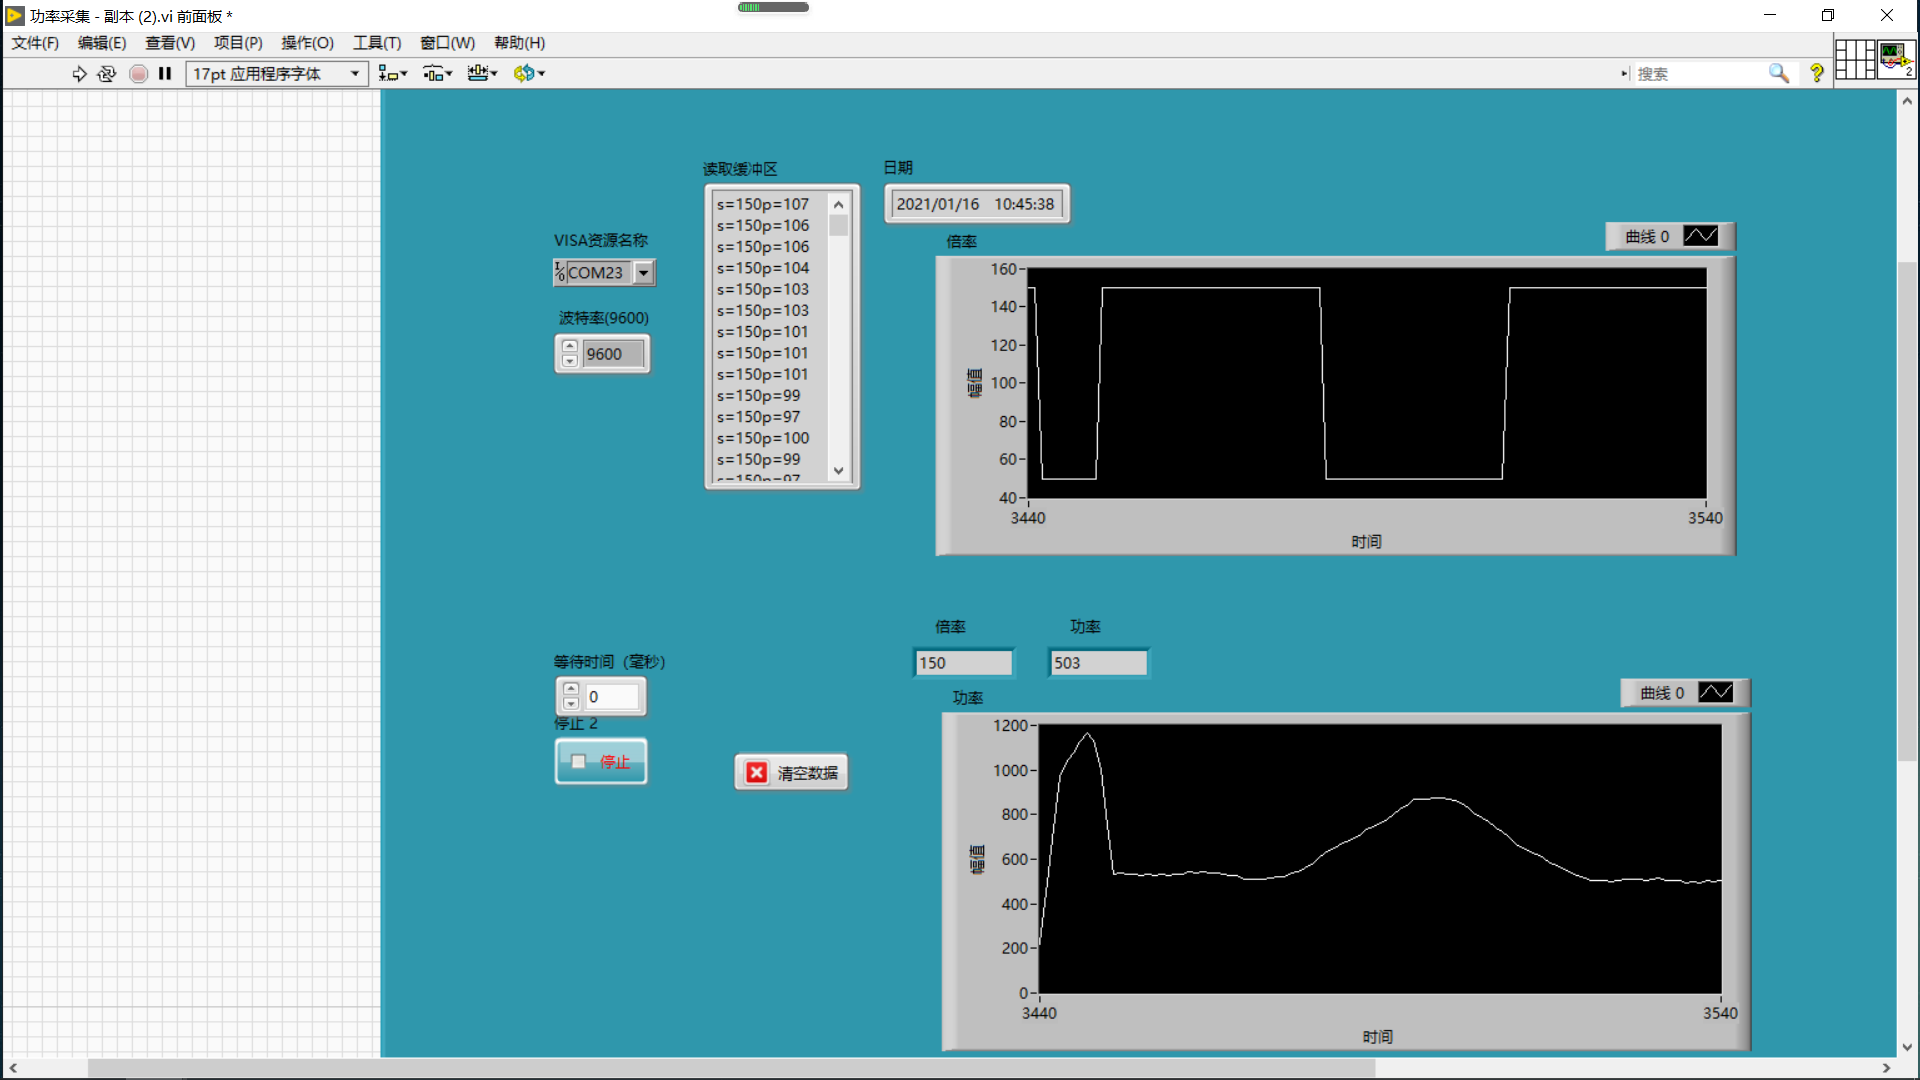 功率采集 - 副本 (2).vi 前面板 *
文件(F) 编辑(E) 查看(V) 项目(P) 操作(O) 工具(T) 窗口(W) 帮助(H)
17pt 应用程序字体
搜索
?
2
读取缓冲区
s=150p=107
s=150p=106
s=150p=106
s=150p=104
s=150p=103
s=150p=103
s=150p=101
s=150p=101
s=150p=101
s=150p=99
s=150p=97
s=150p=100
s=150p=99
s=150p=97
日期
2021/01/16 10:45:38
VISA资源名称
I/O COM23
波特率(9600)
9600
倍率
曲线 0
160
140
120
100
80
60
40
幅值
3440
3540
时间
倍率
150
功率
503
等待时间（毫秒）
0
停止 2
停止
清空数据
功率
曲线 0
1200
1000
800
600
400
200
0
幅值
3440
3540
时间